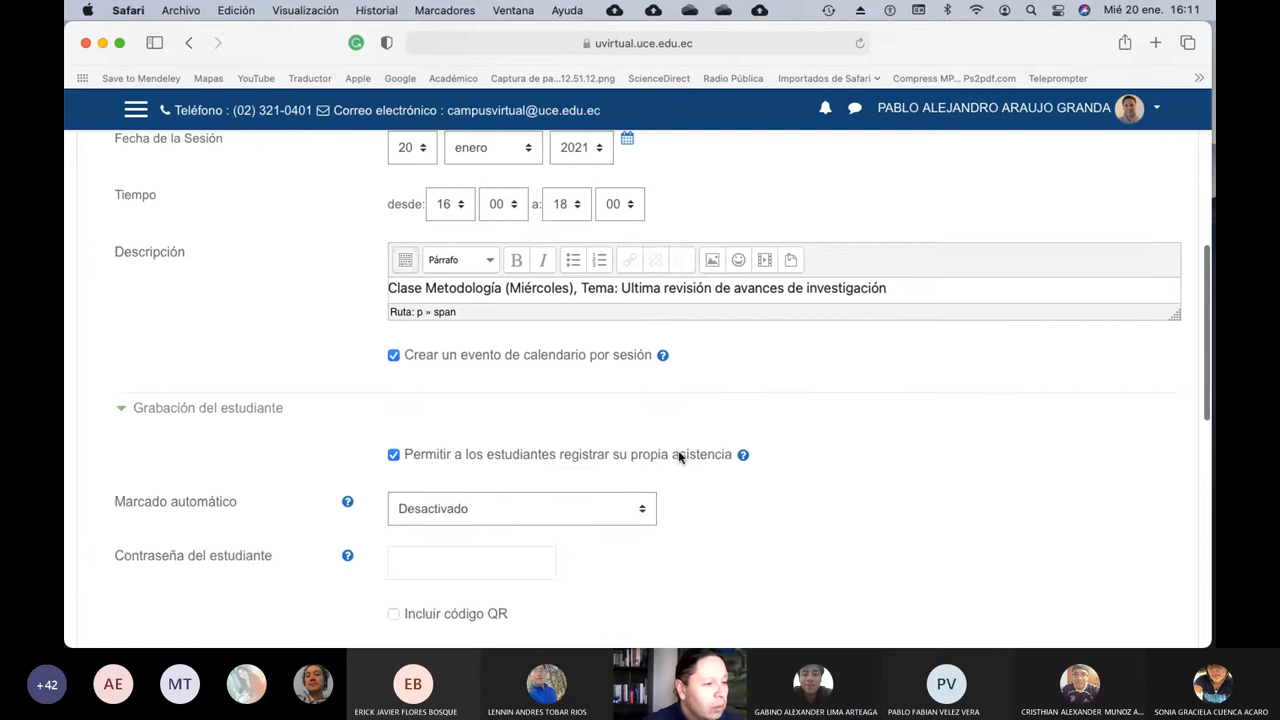 Safari Archivo Edición Visualización Historial Marcadores Ventana Ayuda Mié 20 ene. 16:11
uvirtual.uce.edu.ec
Save to Mendeley Mapas YouTube Traductor Apple Google Académico Captura de pa...12.51.12.png ScienceDirect Radio Pública Importados de Safari Compress MP... Ps2pdf.com Teleprompter
Teléfono : (02) 321-0401 Correo electrónico : campusvirtual@uce.edu.ec PABLO ALEJANDRO ARAUJO GRANDA
Fecha de la Sesión 20 enero 2021
Tiempo desde: 16 00 a: 18 00
Descripción Párrafo B I
Clase Metodología (Miércoles), Tema: Ultima revisión de avances de investigación
Ruta: p » span
Crear un evento de calendario por sesión
Grabación del estudiante
Permitir a los estudiantes registrar su propia asistencia
Marcado automático Desactivado
Contraseña del estudiante
Incluir código QR
+42 AE MT EB PV
ERICK JAVIER FLORES BOSQUE LENNIN ANDRES TOBAR RIOS GABINO ALEXANDER LIMA ARTEAGA PABLO FABIAN VELEZ VERA CRISTHIAN ALEXANDER MUNOZ A... SONIA GRACIELA CUENCA ACARO